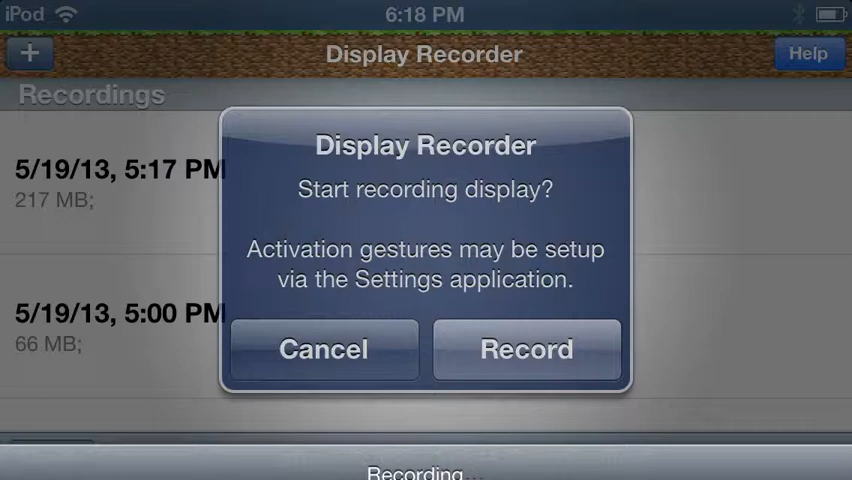 iPod 6:18 PM
+ Display Recorder Help
Recordings
5/19/13, 5:17 PM
217 MB;
5/19/13, 5:00 PM
66 MB;
Display Recorder
Start recording display?
Activation gestures may be setup
via the Settings application.
Cancel Record
Recording...